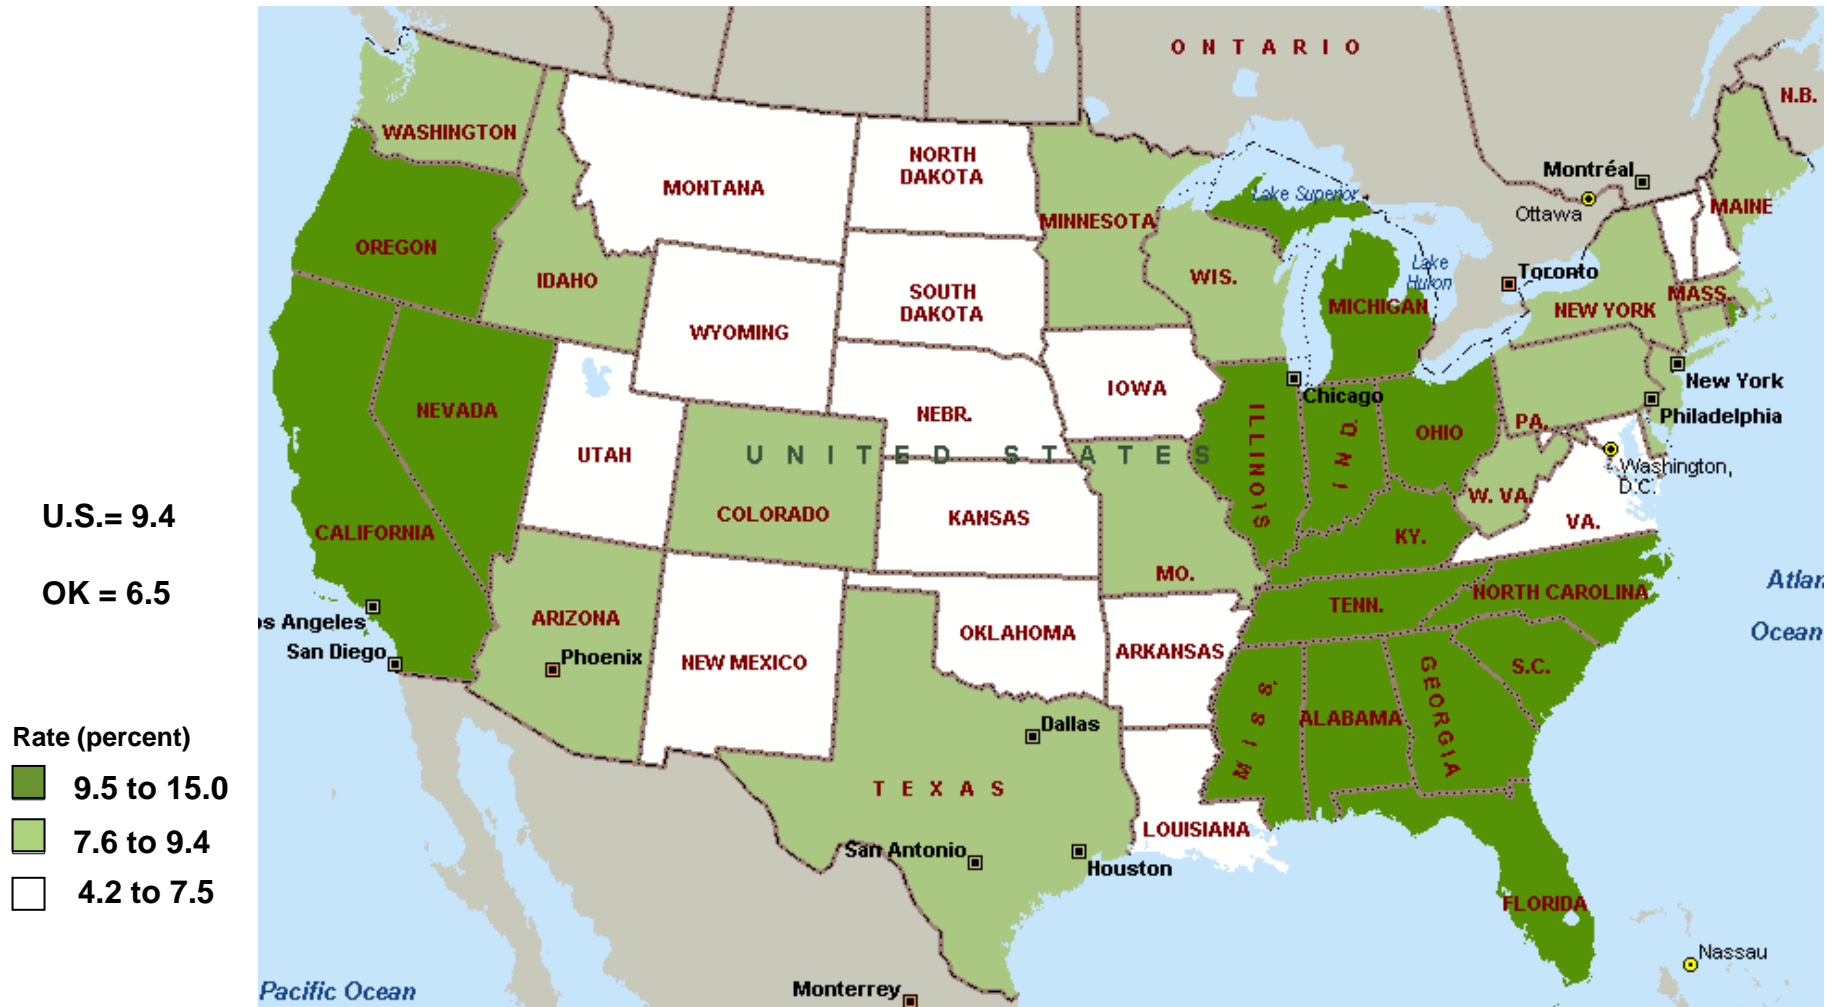 ONTARIO
N.B.
WASHINGTON
MONTANA
NORTH
DAKOTA
Montréal
Lake Superior
Ottawa
MAINE
MINNESOTA
OREGON
IDAHO
WIS.
Lake
Huron
Toronto
SOUTH
DAKOTA
MICHIGAN
MASS.
NEW YORK
WYOMING
IOWA
New York
Chicago
Philadelphia
NEVADA
NEBR.
ILLINOIS
IND.
OHIO
PA.
UTAH
UNITED STATES
Washington,
D.C.
W. VA.
U.S.= 9.4
CALIFORNIA
COLORADO
KANSAS
KY.
VA.
MO.
OK = 6.5
Atlan
Ocean
os Angeles
San Diego
ARIZONA
Phoenix
NEW MEXICO
OKLAHOMA
ARKANSAS
TENN.
NORTH CAROLINA
S.C.
MISS.
ALABAMA
GEORGIA
Dallas
Rate (percent)
9.5 to 15.0
7.6 to 9.4
4.2 to 7.5
TEXAS
San Antonio
Houston
LOUISIANA
FLORIDA
Nassau
Pacific Ocean
Monterrey